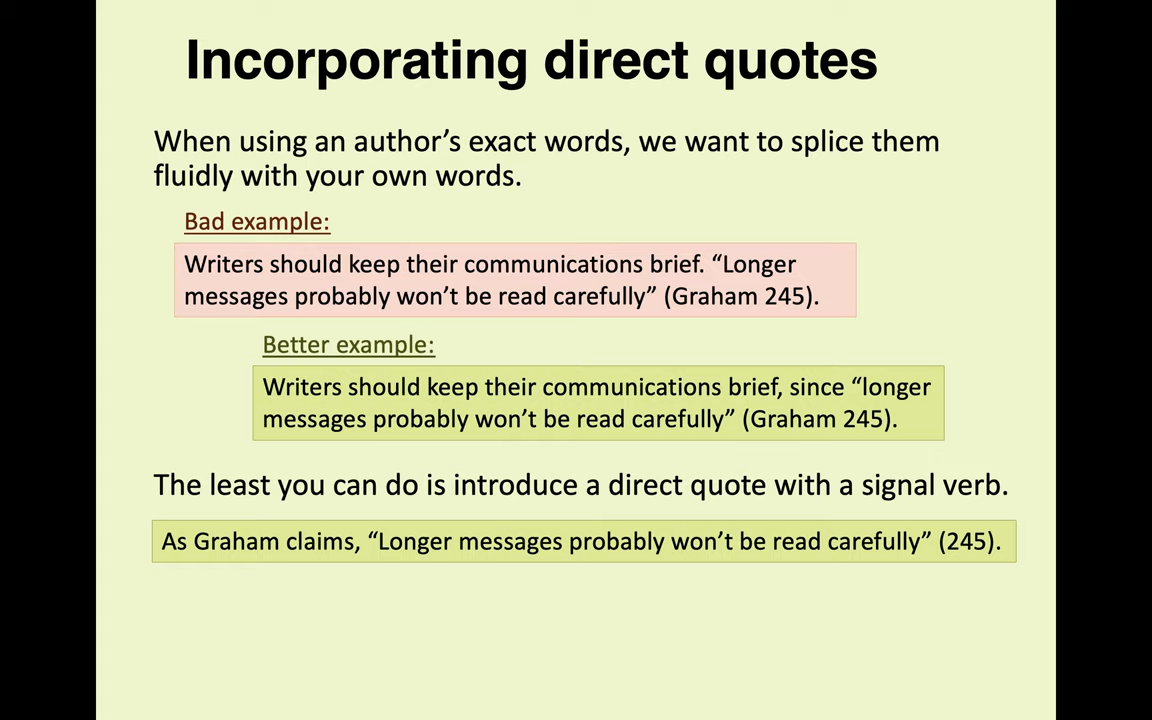 Incorporating direct quotes
When using an author’s exact words, we want to splice them
fluidly with your own words.
Bad example:
Writers should keep their communications brief. “Longer
messages probably won’t be read carefully” (Graham 245).
Better example:
Writers should keep their communications brief, since “longer
messages probably won’t be read carefully” (Graham 245).
The least you can do is introduce a direct quote with a signal verb.
As Graham claims, “Longer messages probably won’t be read carefully” (245).